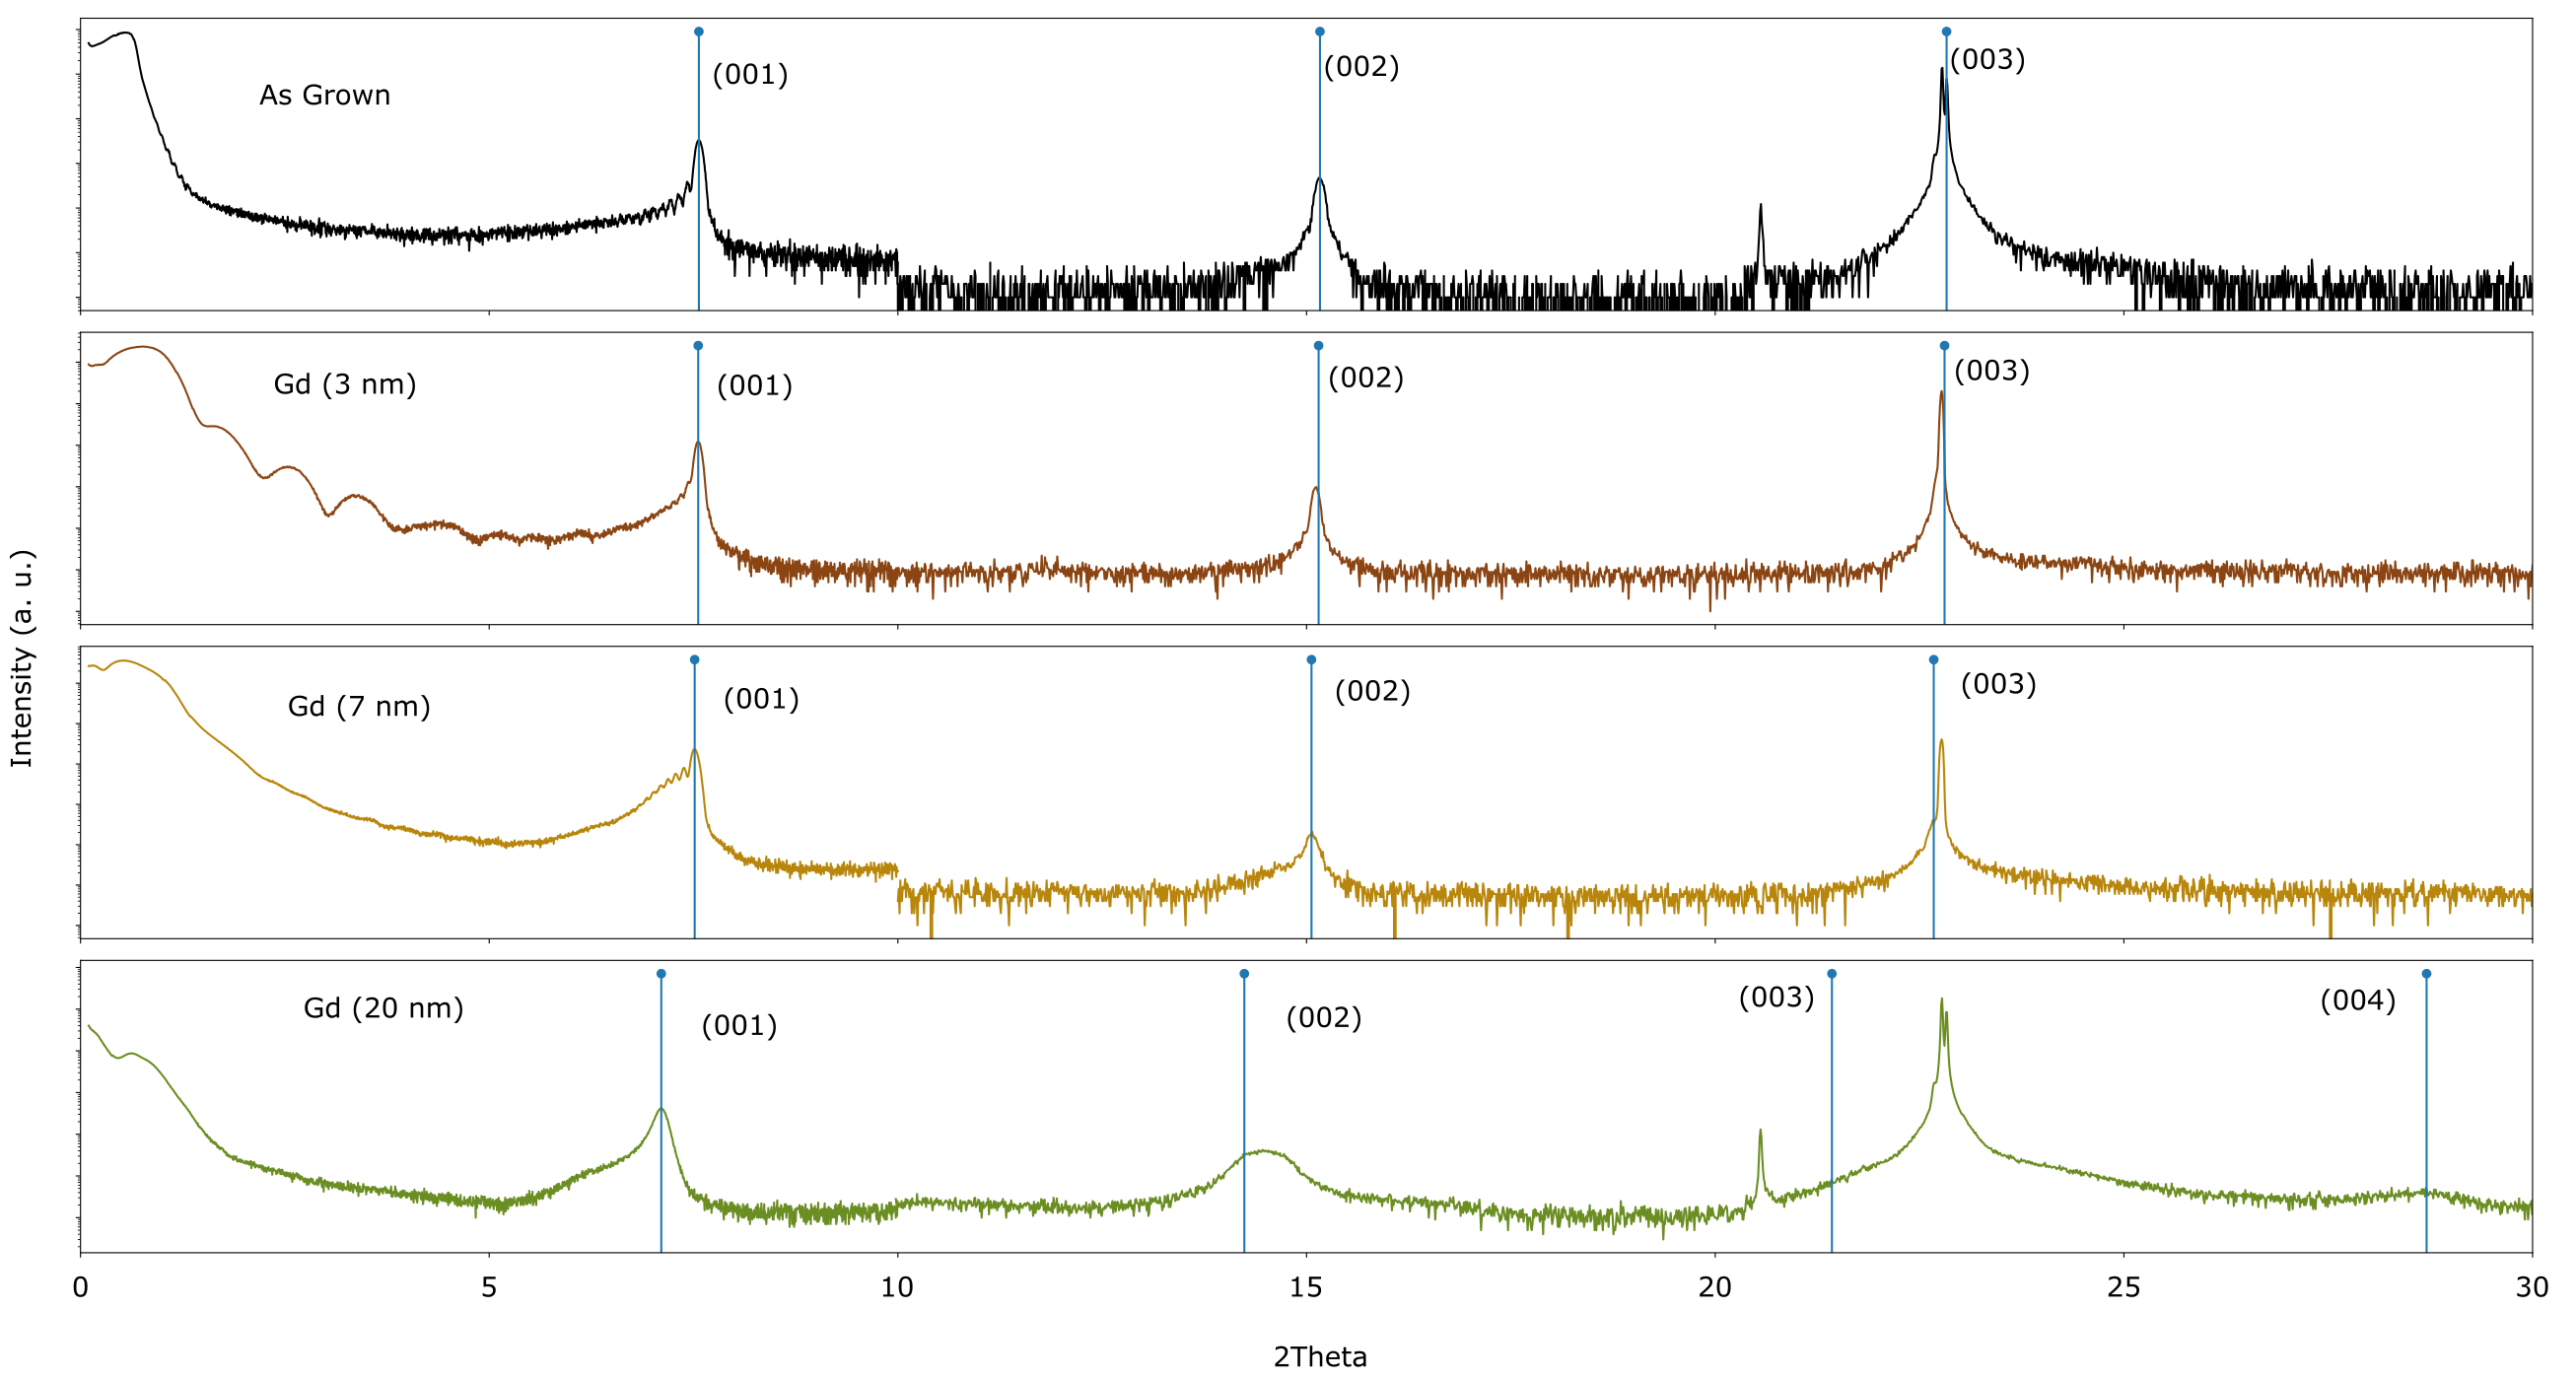 As Grown
(001)
(002)
(003)
Gd (3 nm)
(001)
(002)
(003)
Gd (7 nm)
(001)
(002)
(003)
Gd (20 nm)
(001)
(002)
(003)
(004)
Intensity (a. u.)
0 5 10 15 20 25 30
2Theta